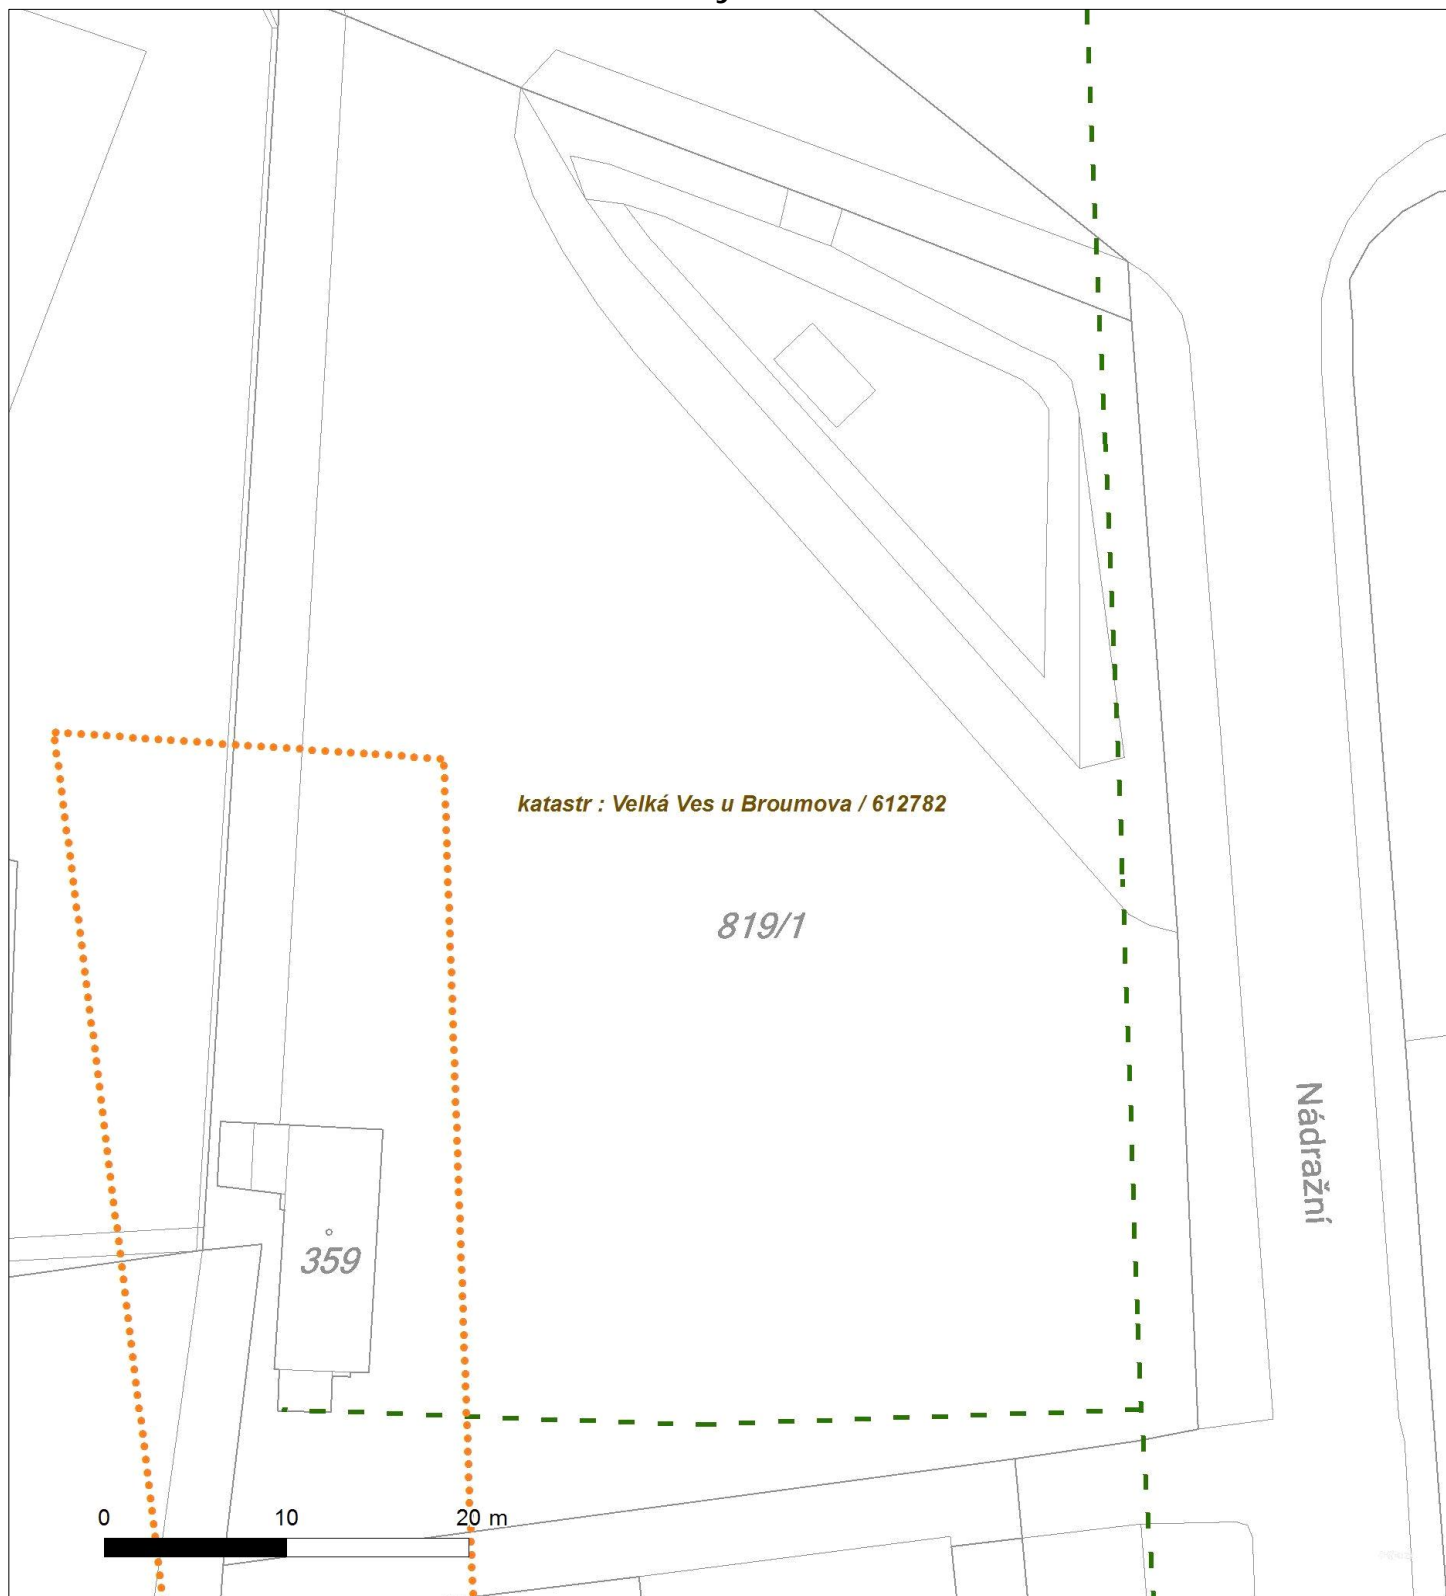 katastr : Velká Ves u Broumova / 612782
819/1
Nádražní
359
0 10 20 m